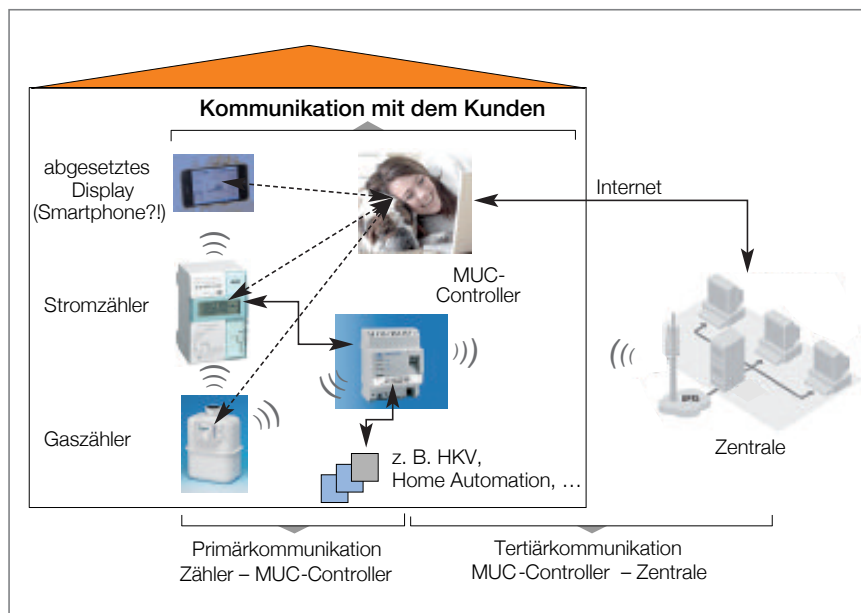 Kommunikation mit dem Kunden
abgesetztes
Display
(Smartphone?!)
Internet
Stromzähler
MUC-
Controller
Gaszähler
z. B. HKV,
Home Automation, …
Zentrale
Primärkommunikation
Zähler – MUC-Controller
Tertiärkommunikation
MUC-Controller – Zentrale